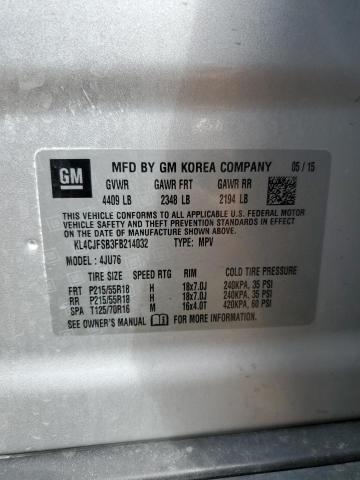 GM
MFD BY GM KOREA COMPANY 05/15
GVWR GAWR FRT GAWR RR
4409 LB 2348 LB 2194 LB
THIS VEHICLE CONFORMS TO ALL APPLICABLE U.S. FEDERAL MOTOR
VEHICLE SAFETY, BUMPER, AND THEFT PREVENTION STANDARDS IN
EFFECT ON THE DATE OF MANUFACTURE SHOWN ABOVE.
KL4CJFSB3FB214032 TYPE: MPV
MODEL : 4JU76
TIRE SIZE SPEED RTG RIM COLD TIRE PRESSURE
FRT P215/55R18 H 18x7.0J 240KPA, 35 PSI
RR P215/55R18 H 18x7.0J 240KPA, 35 PSI
SPA T125/70R16 M 16x4.0T 420KPA, 60 PSI
SEE OWNER'S MANUAL FOR MORE INFORMATION.